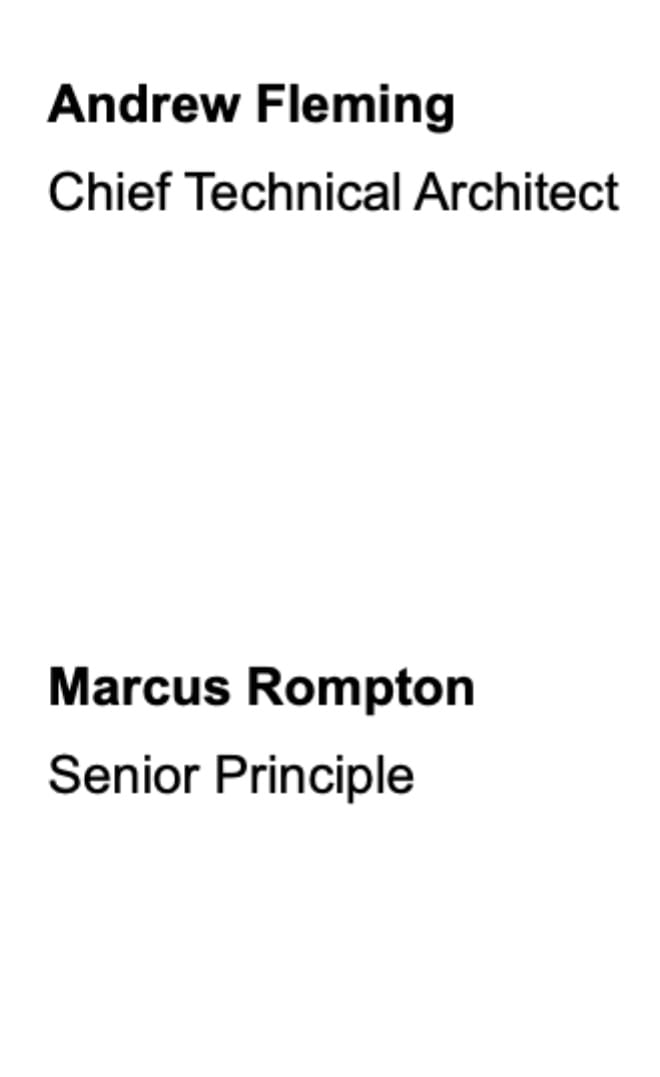 Andrew Fleming
Chief Technical Architect
Marcus Rompton
Senior Principle